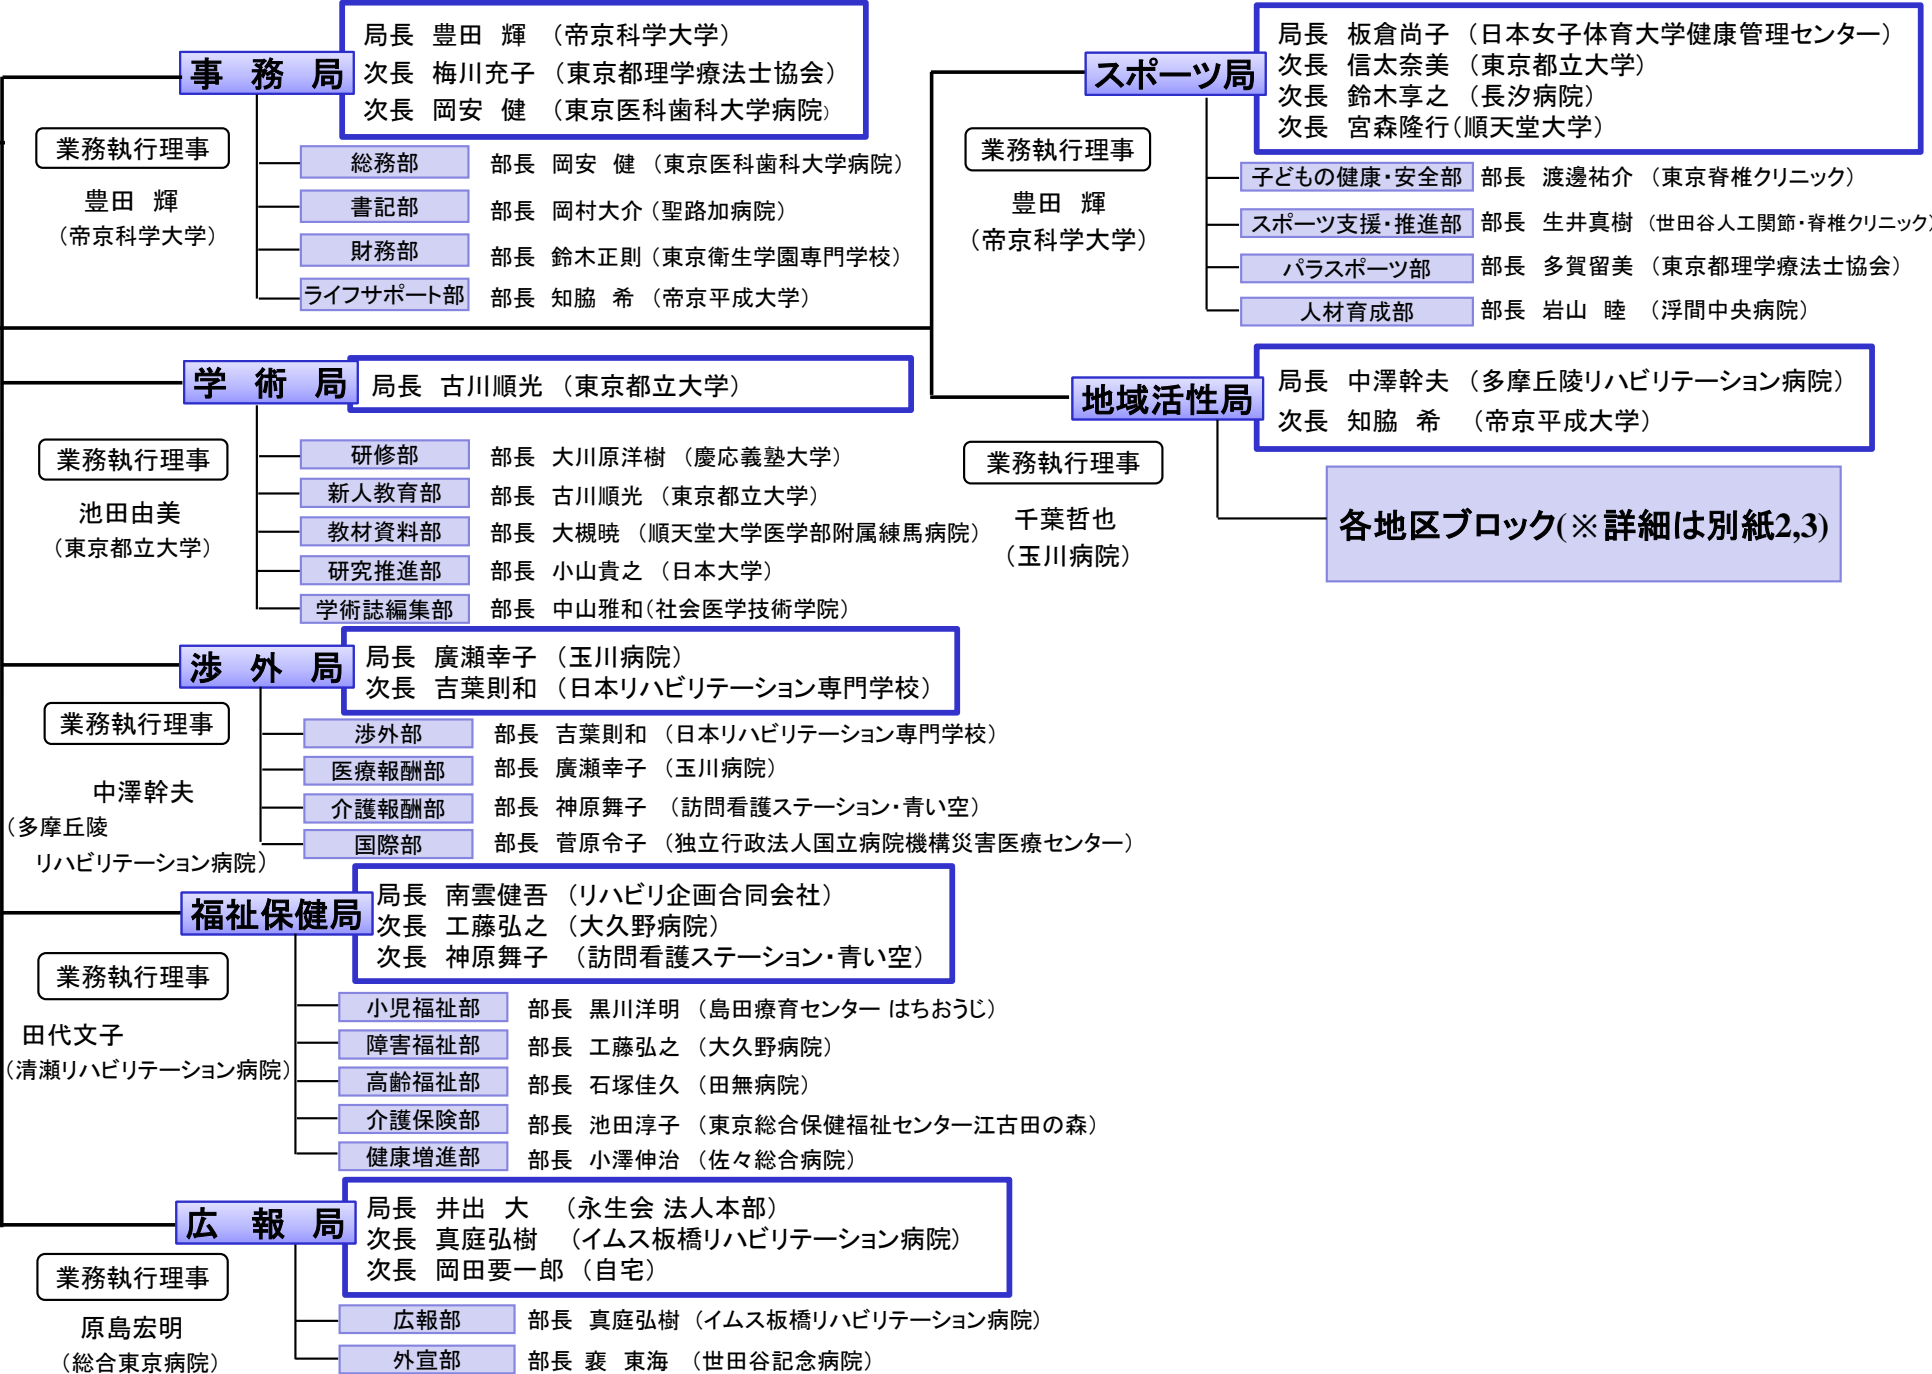 事　務　局
局長　豊田　輝　（帝京科学大学）
次長　梅川充子　（東京都理学療法士協会）
次長　岡安　健　（東京医科歯科大学病院）
業務執行理事
豊田　輝
（帝京科学大学）
総務部　部長　岡安　健　（東京医科歯科大学病院）
書記部　部長　岡村大介（聖路加病院）
財務部　部長　鈴木正則（東京衛生学園専門学校）
ライフサポート部　部長　知脇　希　（帝京平成大学）
学　術　局
局長　古川順光　（東京都立大学）
業務執行理事
池田由美
（東京都立大学）
研修部　部長　大川原洋樹　（慶応義塾大学）
新人教育部　部長　古川順光　（東京都立大学）
教材資料部　部長　大槻暁　（順天堂大学医学部附属練馬病院）
研究推進部　部長　小山貴之　（日本大学）
学術誌編集部　部長　中山雅和（社会医学技術学院）
渉　外　局
局長　廣瀬幸子　（玉川病院）
次長　吉葉則和　（日本リハビリテーション専門学校）
業務執行理事
中澤幹夫
（多摩丘陵
リハビリテーション病院）
渉外部　部長　吉葉則和　（日本リハビリテーション専門学校）
医療報酬部　部長　廣瀬幸子　（玉川病院）
介護報酬部　部長　神原舞子　（訪問看護ステーション・青い空）
国際部　部長　菅原令子　（独立行政法人国立病院機構災害医療センター）
福祉保健局
局長　南雲健吾　（リハビリ企画合同会社）
次長　工藤弘之　（大久野病院）
次長　神原舞子　（訪問看護ステーション・青い空）
業務執行理事
田代文子
（清瀬リハビリテーション病院）
小児福祉部　部長　黒川洋明　（島田療育センター はちおうじ）
障害福祉部　部長　工藤弘之　（大久野病院）
高齢福祉部　部長　石塚佳久　（田無病院）
介護保険部　部長　池田淳子　（東京総合保健福祉センター江古田の森）
健康増進部　部長　小澤伸治　（佐々総合病院）
広　報　局
局長　井出　大　（永生会 法人本部）
次長　真庭弘樹　（イムス板橋リハビリテーション病院）
次長　岡田要一郎　（自宅）
業務執行理事
原島宏明
（総合東京病院）
広報部　部長　真庭弘樹　（イムス板橋リハビリテーション病院）
外宣部　部長　裵　東海　（世田谷記念病院）
スポーツ局
局長　板倉尚子　（日本女子体育大学健康管理センター）
次長　信太奈美　（東京都立大学）
次長　鈴木享之　（長汐病院）
次長　宮森隆行（順天堂大学）
業務執行理事
豊田　輝
（帝京科学大学）
子どもの健康・安全部　部長　渡邊祐介　（東京脊椎クリニック）
スポーツ支援・推進部　部長　生井真樹　（世田谷人工関節・脊椎クリニック）
パラスポーツ部　部長　多賀留美　（東京都理学療法士協会）
人材育成部　部長　岩山　睦　（浮間中央病院）
地域活性局
局長　中澤幹夫　（多摩丘陵リハビリテーション病院）
次長　知脇　希　（帝京平成大学）
業務執行理事
千葉哲也
（玉川病院）
各地区ブロック(※詳細は別紙2,3)